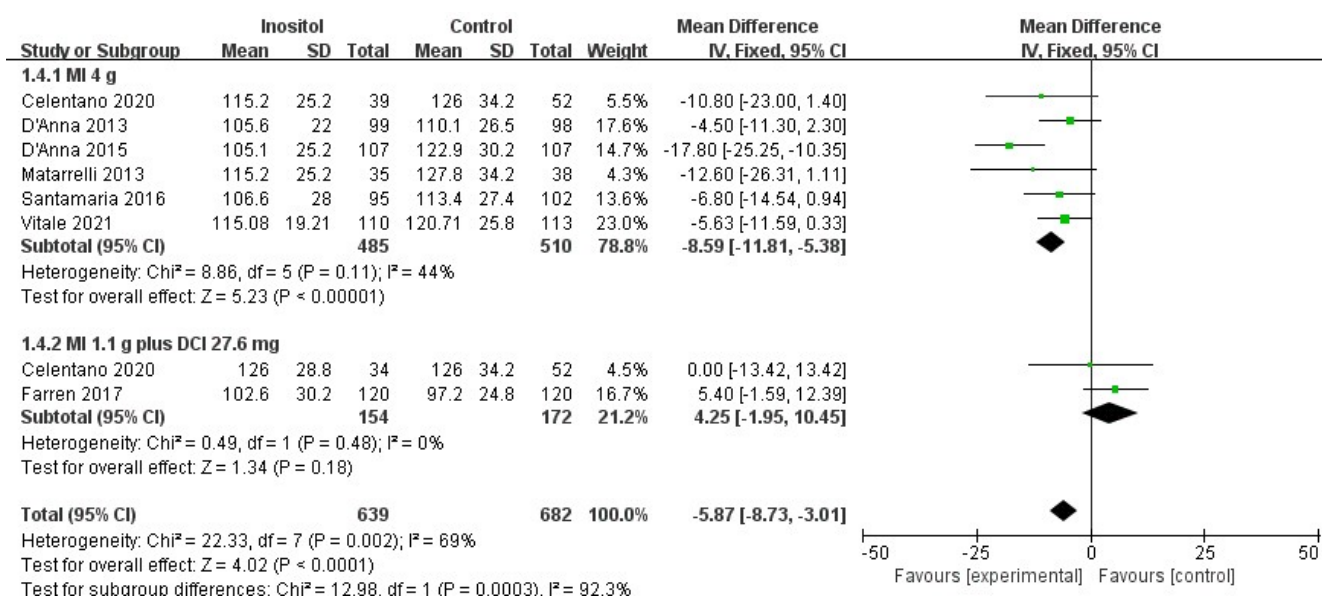 Inositol Control Mean Difference Mean Difference
Study or Subgroup Mean SD Total Mean SD Total Weight IV, Fixed, 95% CI IV, Fixed, 95% CI
1.4.1 MI 4 g
Celentano 2020 115.2 25.2 39 126 34.2 52 5.5% -10.80 [-23.00, 1.40]
D'Anna 2013 105.6 22 99 110.1 26.5 98 17.6% -4.50 [-11.30, 2.30]
D'Anna 2015 105.1 25.2 107 122.9 30.2 107 14.7% -17.80 [-25.25, -10.35]
Matarrelli 2013 115.2 25.2 35 127.8 34.2 38 4.3% -12.60 [-26.31, 1.11]
Santamaria 2016 106.6 28 95 113.4 27.4 102 13.6% -6.80 [-14.54, 0.94]
Vitale 2021 115.08 19.21 110 120.71 25.8 113 23.0% -5.63 [-11.59, 0.33]
Subtotal (95% CI) 485 510 78.8% -8.59 [-11.81, -5.38]
Heterogeneity: Chi² = 8.86, df = 5 (P = 0.11); I² = 44%
Test for overall effect: Z = 5.23 (P < 0.00001)
1.4.2 MI 1.1 g plus DCI 27.6 mg
Celentano 2020 126 28.8 34 126 34.2 52 4.5% 0.00 [-13.42, 13.42]
Farren 2017 102.6 30.2 120 97.2 24.8 120 16.7% 5.40 [-1.59, 12.39]
Subtotal (95% CI) 154 172 21.2% 4.25 [-1.95, 10.45]
Heterogeneity: Chi² = 0.49, df = 1 (P = 0.48); I² = 0%
Test for overall effect: Z = 1.34 (P = 0.18)
Total (95% CI) 639 682 100.0% -5.87 [-8.73, -3.01]
Heterogeneity: Chi² = 22.33, df = 7 (P = 0.002); I² = 69%
Test for overall effect: Z = 4.02 (P < 0.0001)
Test for subgroup differences: Chi² = 12.98, df = 1 (P = 0.0003), I² = 92.3%
-50 -25 0 25 50
Favours [experimental] Favours [control]